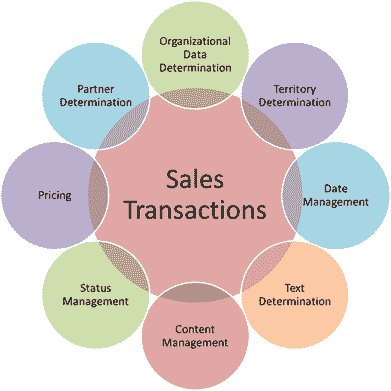 Organizational
Data
Determination
Partner
Determination
Territory
Determination
Sales
Transactions
Pricing
Date
Management
Status
Management
Text
Determination
Content
Management